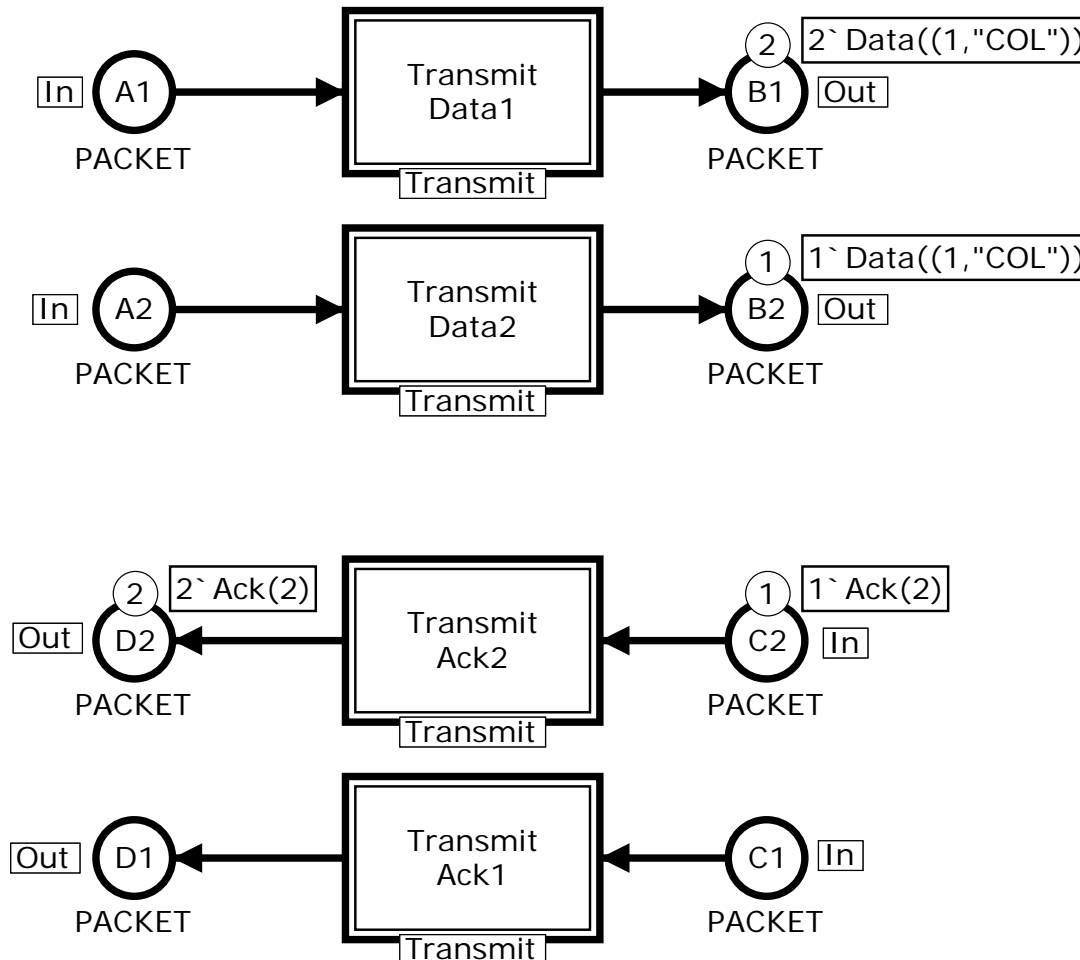 2
2`Data((1,"COL"))
In
A1
Transmit
Data1
B1
Out
PACKET
PACKET
Transmit
1
1`Data((1,"COL"))
In
A2
Transmit
Data2
B2
Out
PACKET
PACKET
Transmit
2
2`Ack(2)
1
1`Ack(2)
Out
D2
Transmit
Ack2
C2
In
PACKET
PACKET
Transmit
Out
D1
Transmit
Ack1
C1
In
PACKET
PACKET
Transmit